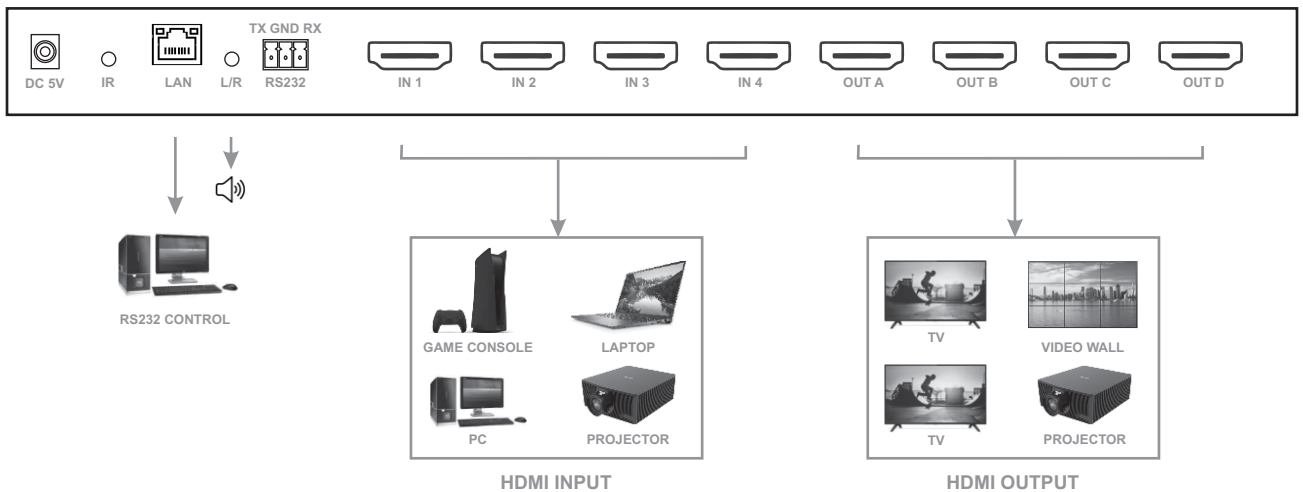 TX GND RX
DC 5V IR LAN L/R RS232 IN 1 IN 2 IN 3 IN 4 OUT A OUT B OUT C OUT D
RS232 CONTROL
GAME CONSOLE LAPTOP
PC PROJECTOR
HDMI INPUT
TV VIDEO WALL
TV PROJECTOR
HDMI OUTPUT